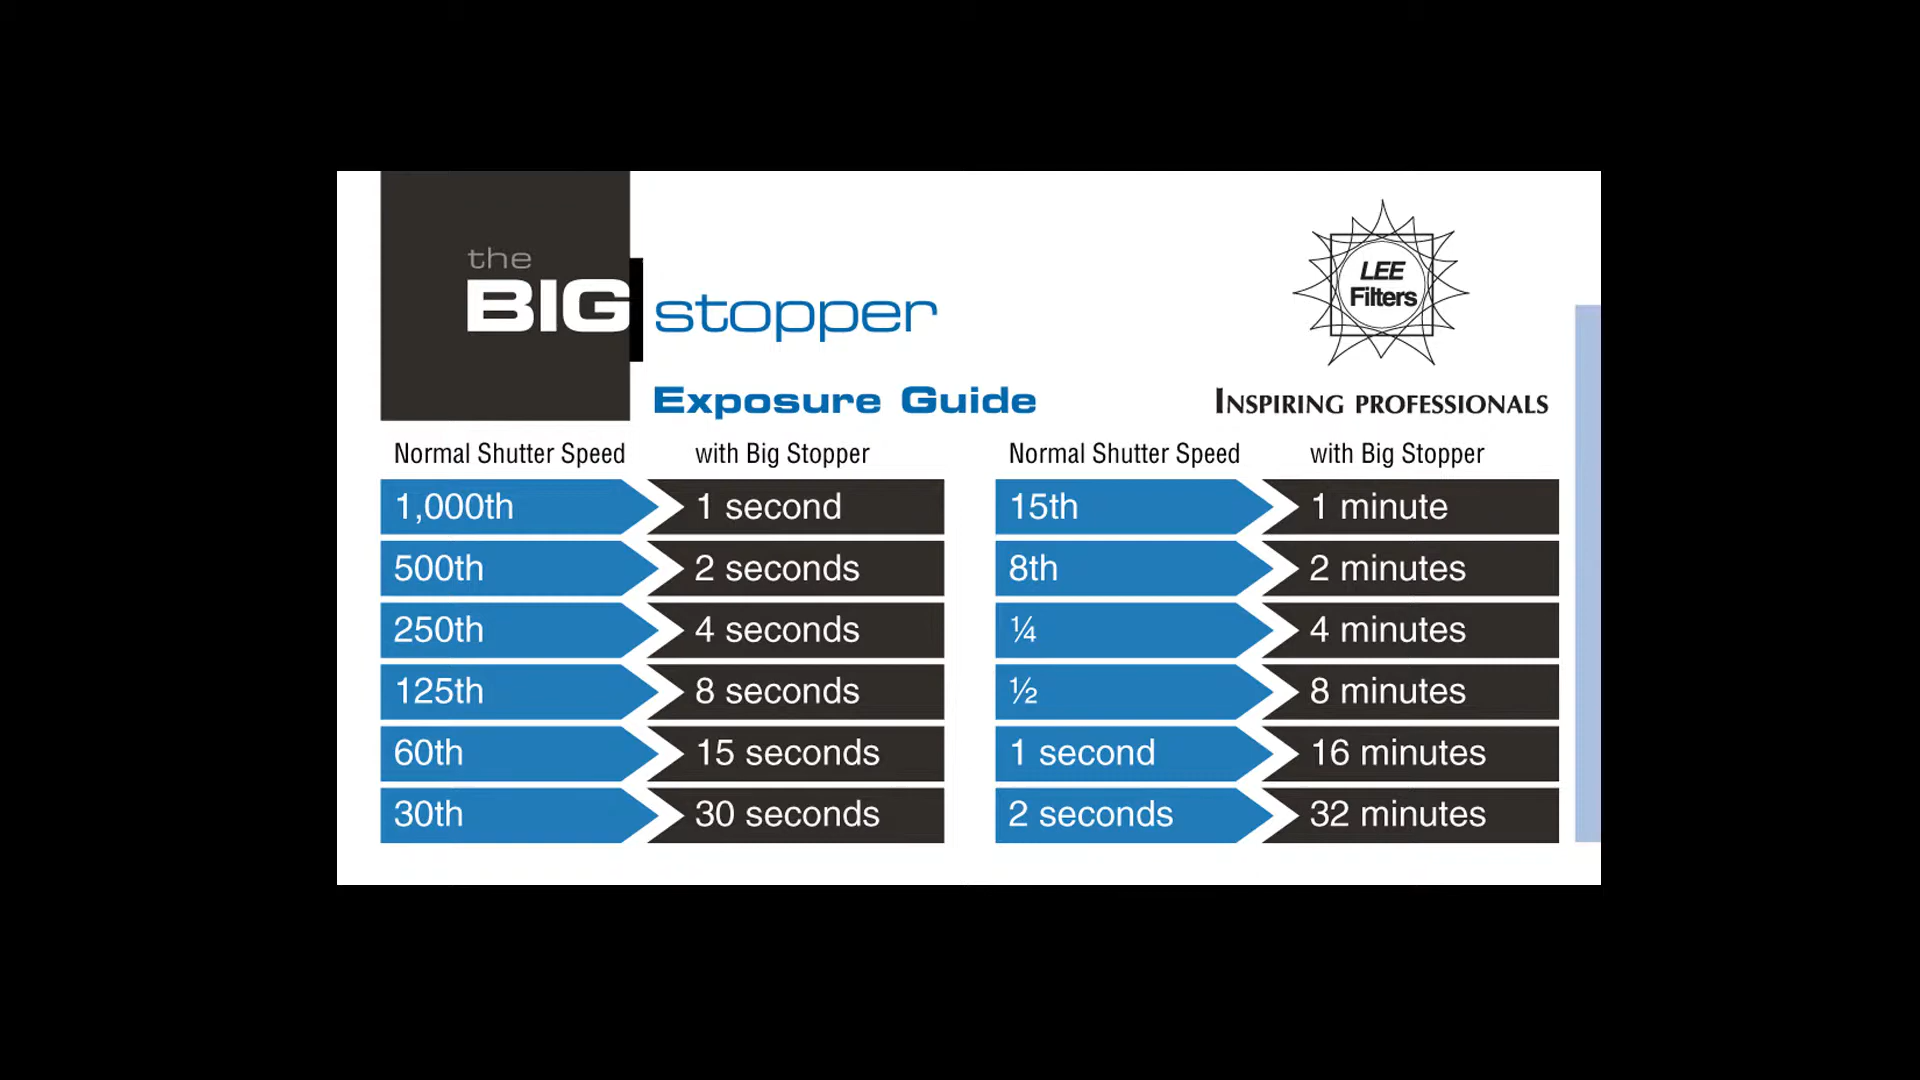 the
BIG stopper
LEE
Filters
Exposure Guide
INSPIRING PROFESSIONALS
Normal Shutter Speed with Big Stopper Normal Shutter Speed with Big Stopper
1,000th 1 second 15th 1 minute
500th 2 seconds 8th 2 minutes
250th 4 seconds ¼ 4 minutes
125th 8 seconds ½ 8 minutes
60th 15 seconds 1 second 16 minutes
30th 30 seconds 2 seconds 32 minutes